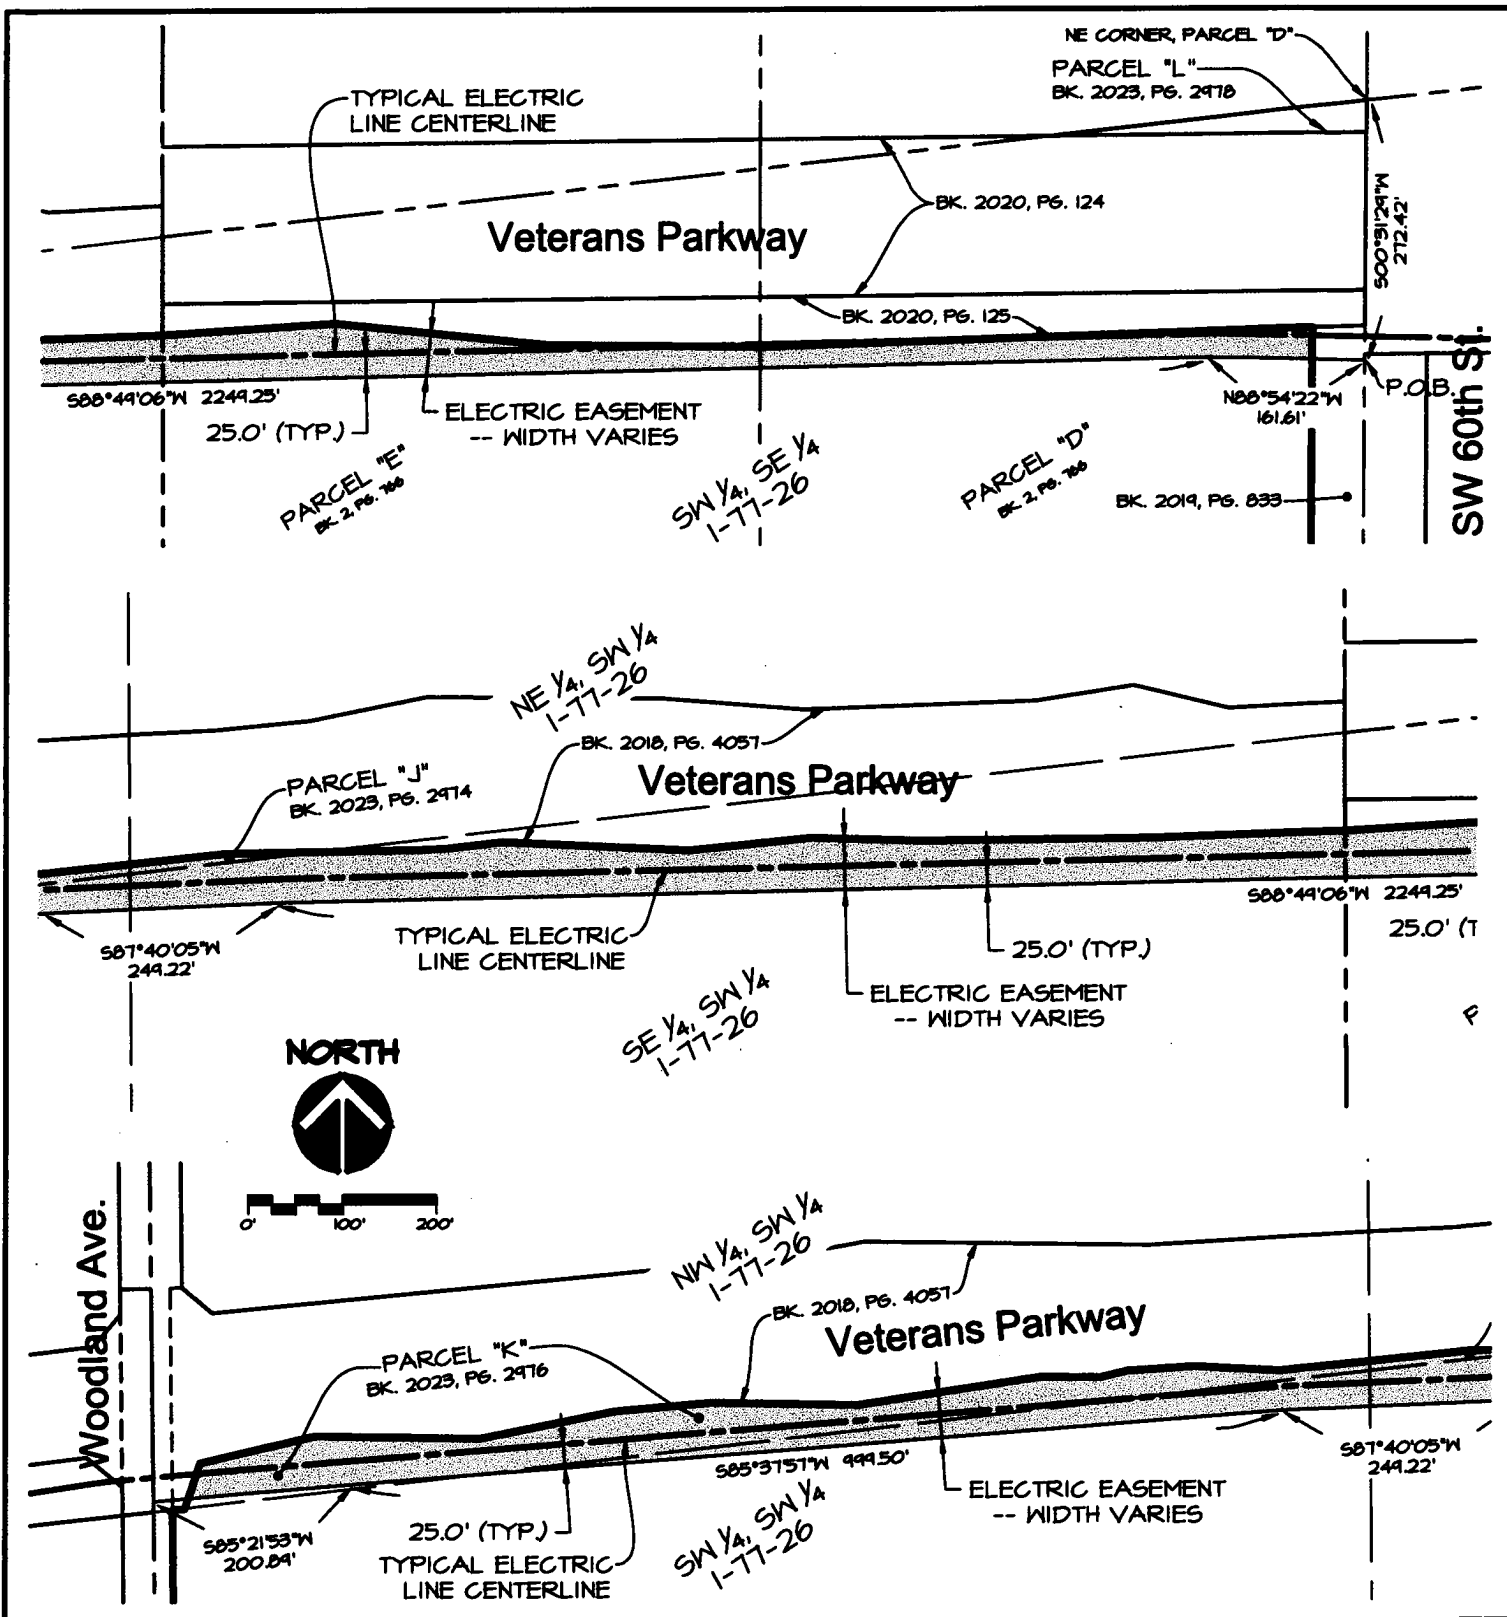 NE CORNER, PARCEL "D"
PARCEL "L"
BK. 2023, PG. 2978
TYPICAL ELECTRIC
LINE CENTERLINE
BK. 2020, PG. 124
Veterans Parkway
S00°31'29"W
272.42'
BK. 2020, PG. 125
SW 60th St.
S88°49'06"W 2249.25'
25.0' (TYP.)
ELECTRIC EASEMENT
-- WIDTH VARIES
N88°54'22"W
161.61'
P.O.B.
PARCEL "E"
BK. 2, PG. 766
SW 1/4, SE 1/4
1-77-26
PARCEL "D"
BK. 2, PG. 766
BK. 2019, PG. 833
NE 1/4, SW 1/4
1-77-26
BK. 2018, PG. 4057
Veterans Parkway
PARCEL "J"
BK. 2023, PG. 2974
S88°49'06"W 2249.25'
25.0' (T
S87°40'05"W
249.22'
TYPICAL ELECTRIC
LINE CENTERLINE
25.0' (TYP.)
ELECTRIC EASEMENT
-- WIDTH VARIES
SE 1/4, SW 1/4
1-77-26
NORTH
0' 100' 200'
Woodland Ave.
NW 1/4, SW 1/4
1-77-26
BK. 2018, PG. 4057
Veterans Parkway
PARCEL "K"
BK. 2023, PG. 2976
S85°37'57"W 999.50'
S87°40'05"W
249.22'
ELECTRIC EASEMENT
-- WIDTH VARIES
S85°21'53"W
200.89'
25.0' (TYP.)
TYPICAL ELECTRIC
LINE CENTERLINE
SW 1/4, SW 1/4
1-77-26